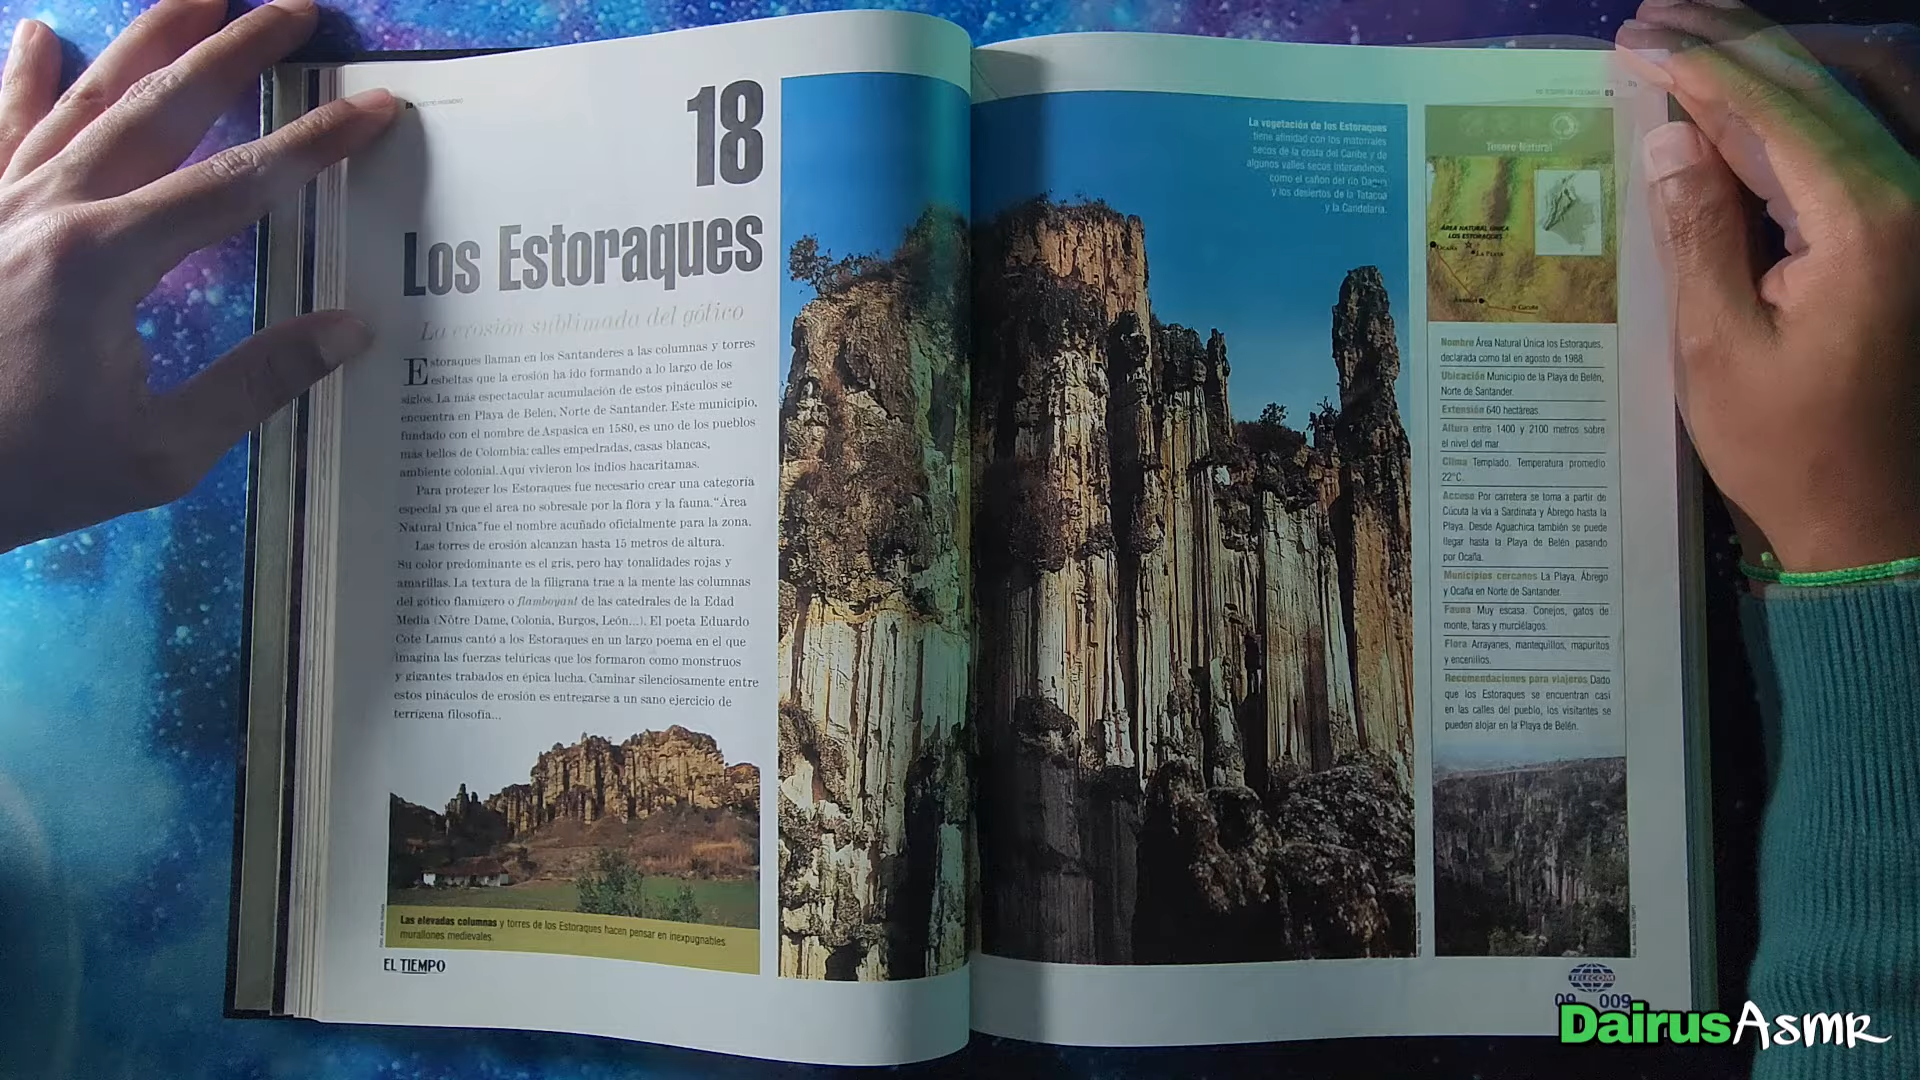 18
Los Estoraques
La erosión sublimada del gótico
Estoraques llaman en los Santanderes a las columnas y torres
esbeltas que la erosión ha ido formando a lo largo de los
siglos. La más espectacular acumulación de estos pináculos se
encuentra en Playa de Belén, Norte de Santander. Este municipio,
fundado con el nombre de Aspasica en 1580, es uno de los pueblos
más bellos de Colombia: calles empedradas, casas blancas,
ambiente colonial. Aquí vivieron los indios hacaritamas.
Para proteger los Estoraques fue necesario crear una categoría
especial ya que el area no sobresale por la flora y la fauna. "Área
Natural Unica" fue el nombre acuñado oficialmente para la zona.
Las torres de erosión alcanzan hasta 15 metros de altura.
Su color predominante es el gris, pero hay tonalidades rojas y
amarillas. La textura de la filigrana trae a la mente las columnas
del gótico flamígero o flamboyant de las catedrales de la Edad
Media (Nôtre Dame, Colonia, Burgos, León...). El poeta Eduardo
Cote Lamus cantó a los Estoraques en un largo poema en el que
imagina las fuerzas telúricas que los formaron como monstruos
y gigantes trabados en épica lucha. Caminar silenciosamente entre
estos pináculos de erosión es entregarse a un sano ejercicio de
terrígena filosofía...
Las elevadas columnas y torres de los Estoraques hacen pensar en inexpugnables
murallones medievales.
EL TIEMPO
La vegetación de los Estoraques
tiene afinidad con los matorrales
secos de la costa del Caribe y de
algunos valles secos interandinos,
como el cañon del río Dagua
y los desiertos de la Tatacoa
y la Candelaria.
09
Tesoro Natural
ÁREA NATURAL ÚNICA
LOS ESTORAQUES
Ocaña
La Playa
Cúcuta
Nombre Área Natural Única los Estoraques,
declarada como tal en agosto de 1988.
Ubicación Municipio de la Playa de Belén,
Norte de Santander.
Extensión 640 hectáreas
Altura entre 1400 y 2100 metros sobre
el nivel del mar
Clima Templado. Temperatura promedio
22°C.
Acceso Por carretera se toma a partir de
Cúcuta la vía a Sardinata y Ábrego hasta la
Playa. Desde Aguachica también se puede
llegar hasta la Playa de Belén pasando
por Ocaña.
Municipios cercanos La Playa, Ábrego
y Ocaña en Norte de Santander.
Fauna Muy escasa. Conejos, gatos de
monte, faras y murciélagos.
Flora Arrayanes, mantequillos, mapuritos
y encenillos.
Recomendaciones para viajeros Dado
que los Estoraques se encuentran casi
en las calles del pueblo, los visitantes se
pueden alojar en la Playa de Belén.
TELECOM
09 009
DairusAsmR